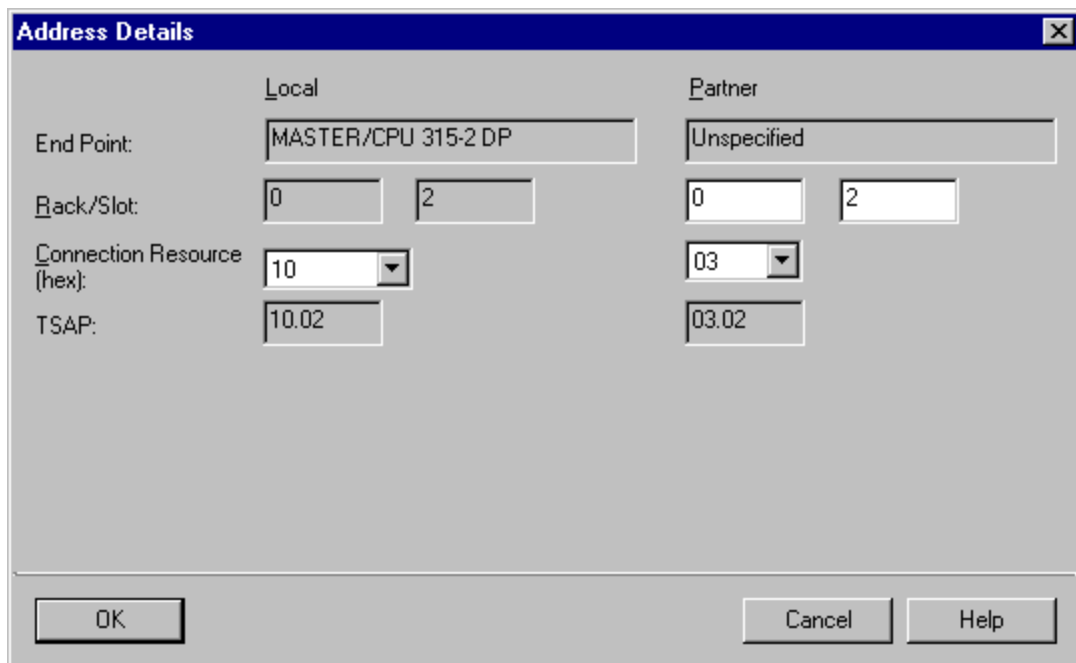 Address Details
Local Partner
End Point: MASTER/CPU 315-2 DP Unspecified
Rack/Slot: 0 2 0 2
Connection Resource
(hex): 10 03
TSAP: 10.02 03.02
OK Cancel Help